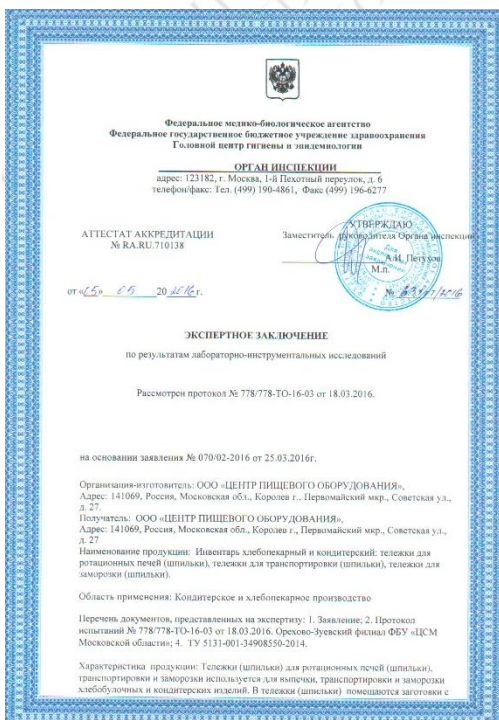 Федеральное медико-биологическое агентство
Федеральное государственное бюджетное учреждение здравоохранения
Головной центр гигиены и эпидемиологии
ОРГАН ИНСПЕКЦИИ
адрес: 123182, г. Москва, 1-й Пехотный переулок, д. 6
телефон/факс: Тел. (499) 190-4861, Факс (499) 196-6277
АТТЕСТАТ АККРЕДИТАЦИИ
№ RA.RU.710138
УТВЕРЖДАЮ
Заместитель руководителя Органа инспекции
А.И. Петухов
М.п.
от 20 2016 г.
№ /2016
ЭКСПЕРТНОЕ ЗАКЛЮЧЕНИЕ
по результатам лабораторно-инструментальных исследований
Рассмотрен протокол № 778/778-ТО-16-03 от 18.03.2016.
на основании заявления № 070/02-2016 от 25.03.2016г.
Организация-изготовитель: ООО «ЦЕНТР ПИЩЕВОГО ОБОРУДОВАНИЯ»,
Адрес: 141069, Россия, Московская обл., Королев г., Первомайский мкр., Советская ул.,
д. 27.
Получатель: ООО «ЦЕНТР ПИЩЕВОГО ОБОРУДОВАНИЯ»,
Адрес: 141069, Россия, Московская обл., Королев г., Первомайский мкр., Советская ул.,
д. 27
Наименование продукции: Инвентарь хлебопекарный и кондитерский: тележки для
ротационных печей (шпильки), тележки для транспортировки (шпильки), тележки для
заморозки (шпильки).
Область применения: Кондитерское и хлебопекарное производство
Перечень документов, представленных на экспертизу: 1. Заявление; 2. Протокол
испытаний № 778/778-ТО-16-03 от 18.03.2016. Орехово-Зуевский филиал ФБУ «ЦСМ
Московской области»; 4. ТУ 5131-001-34908550-2014.
Характеристика продукции: Тележки (шпильки) для ротационных печей (шпильки),
транспортировки и заморозки используется для выпечки, транспортировки и заморозки
хлебобулочных и кондитерских изделий. В тележки (шпильки) помещаются заготовки с